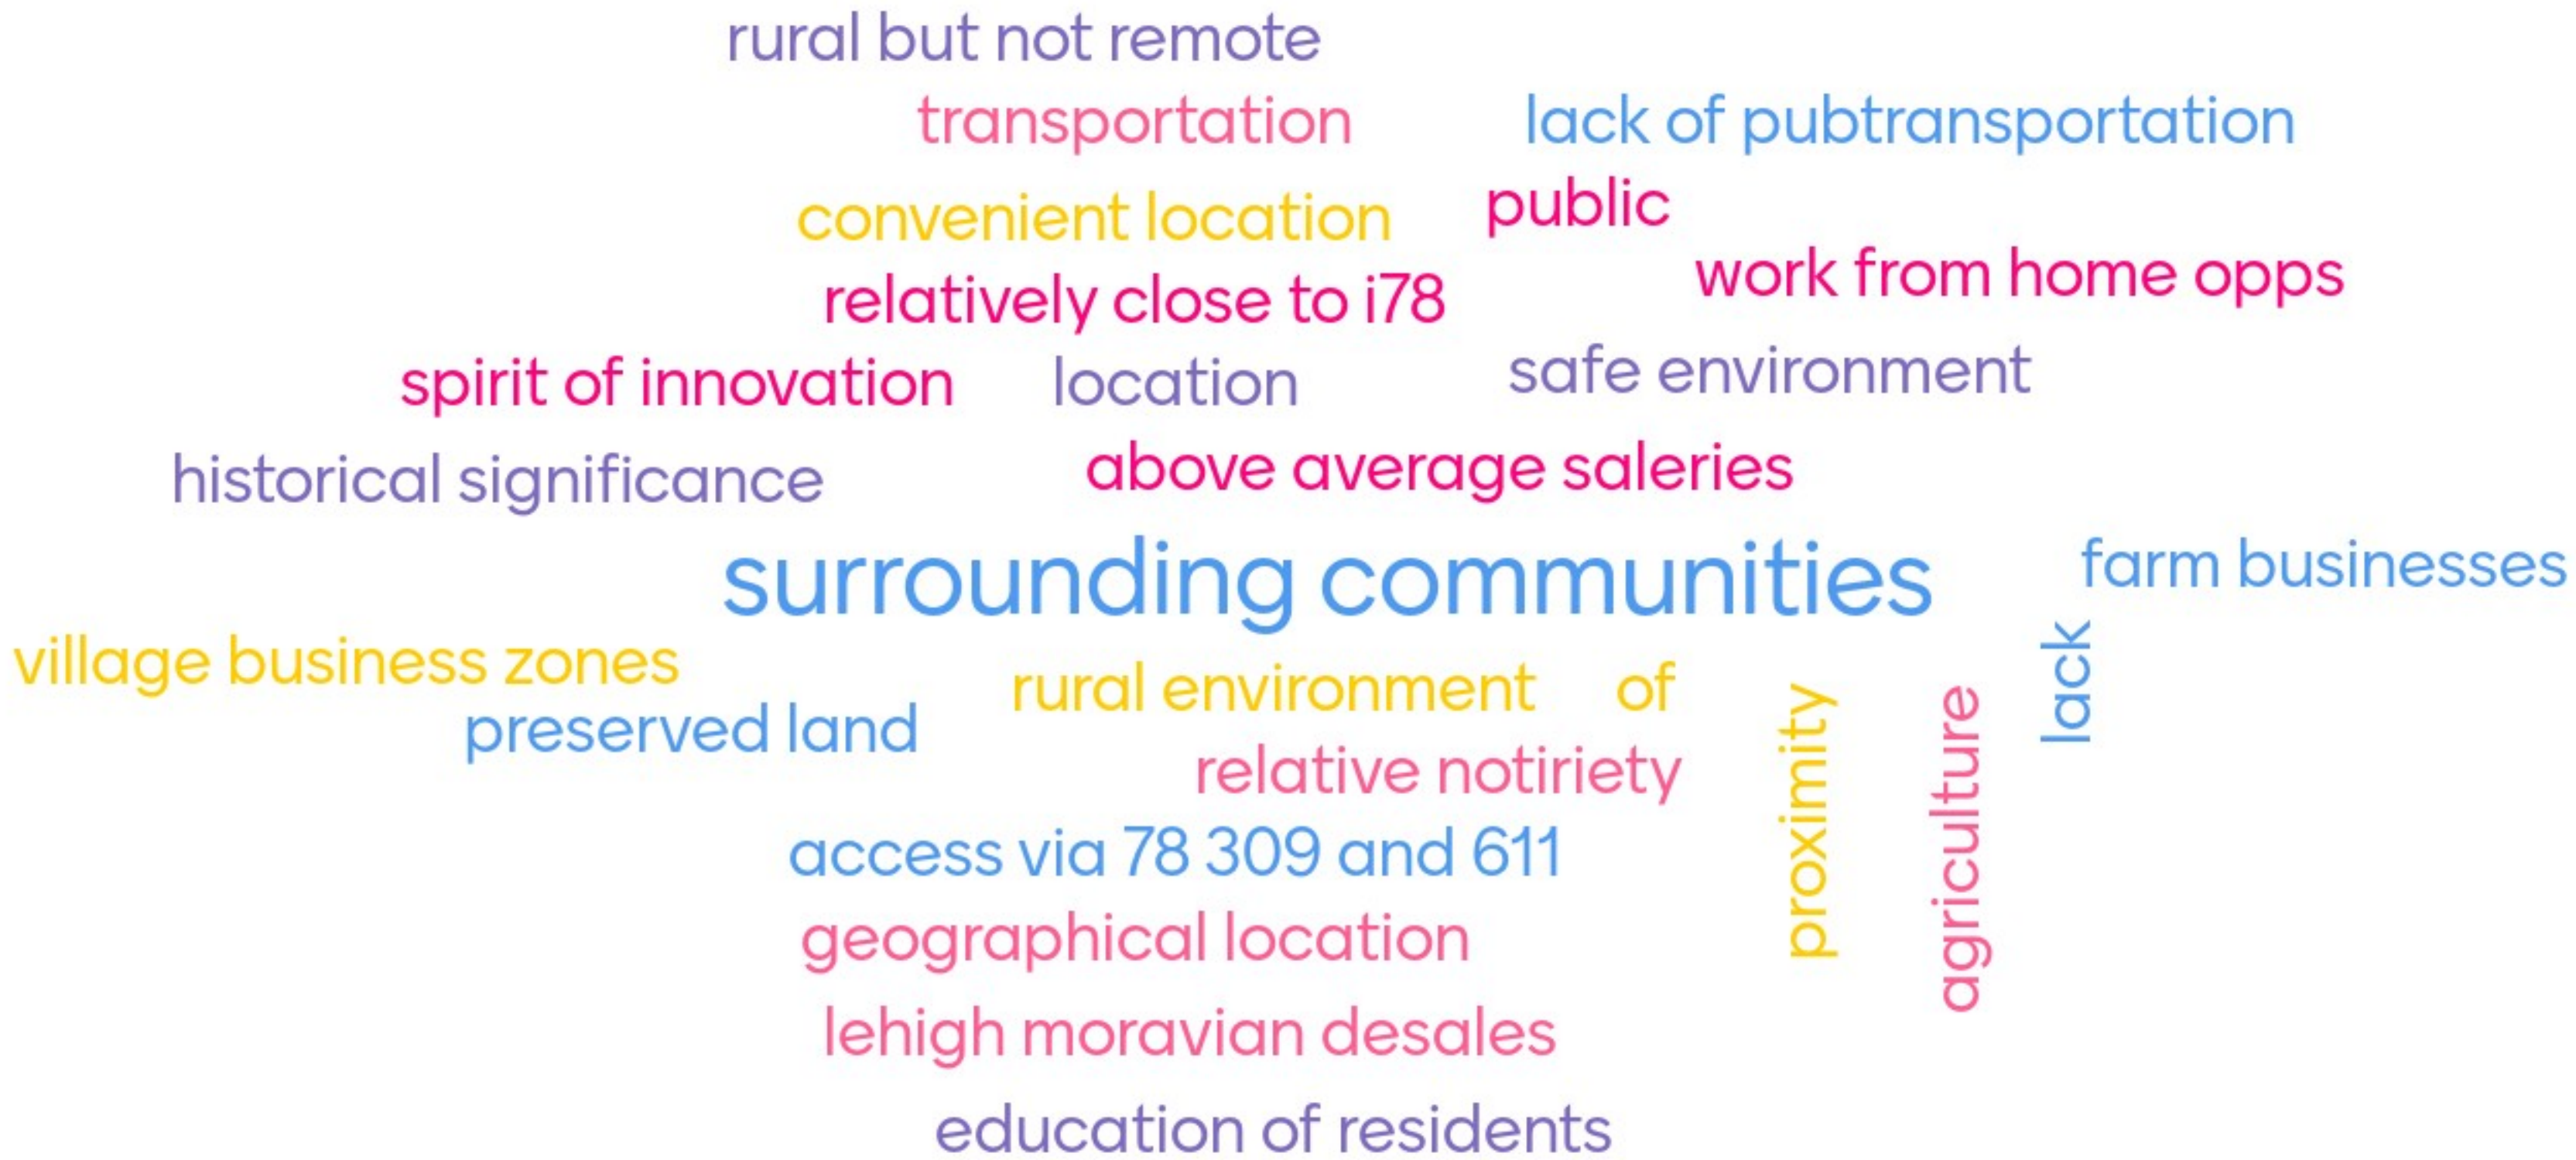 rural but not remote
transportation
lack of pubtransportation
convenient location
public
relatively close to i78
work from home opps
spirit of innovation
location
safe environment
historical significance
above average saleries
surrounding communities
farm businesses
village business zones
rural environment
of
proximity
agriculture
lack
preserved land
relative notiriety
access via 78 309 and 611
geographical location
lehigh moravian desales
education of residents